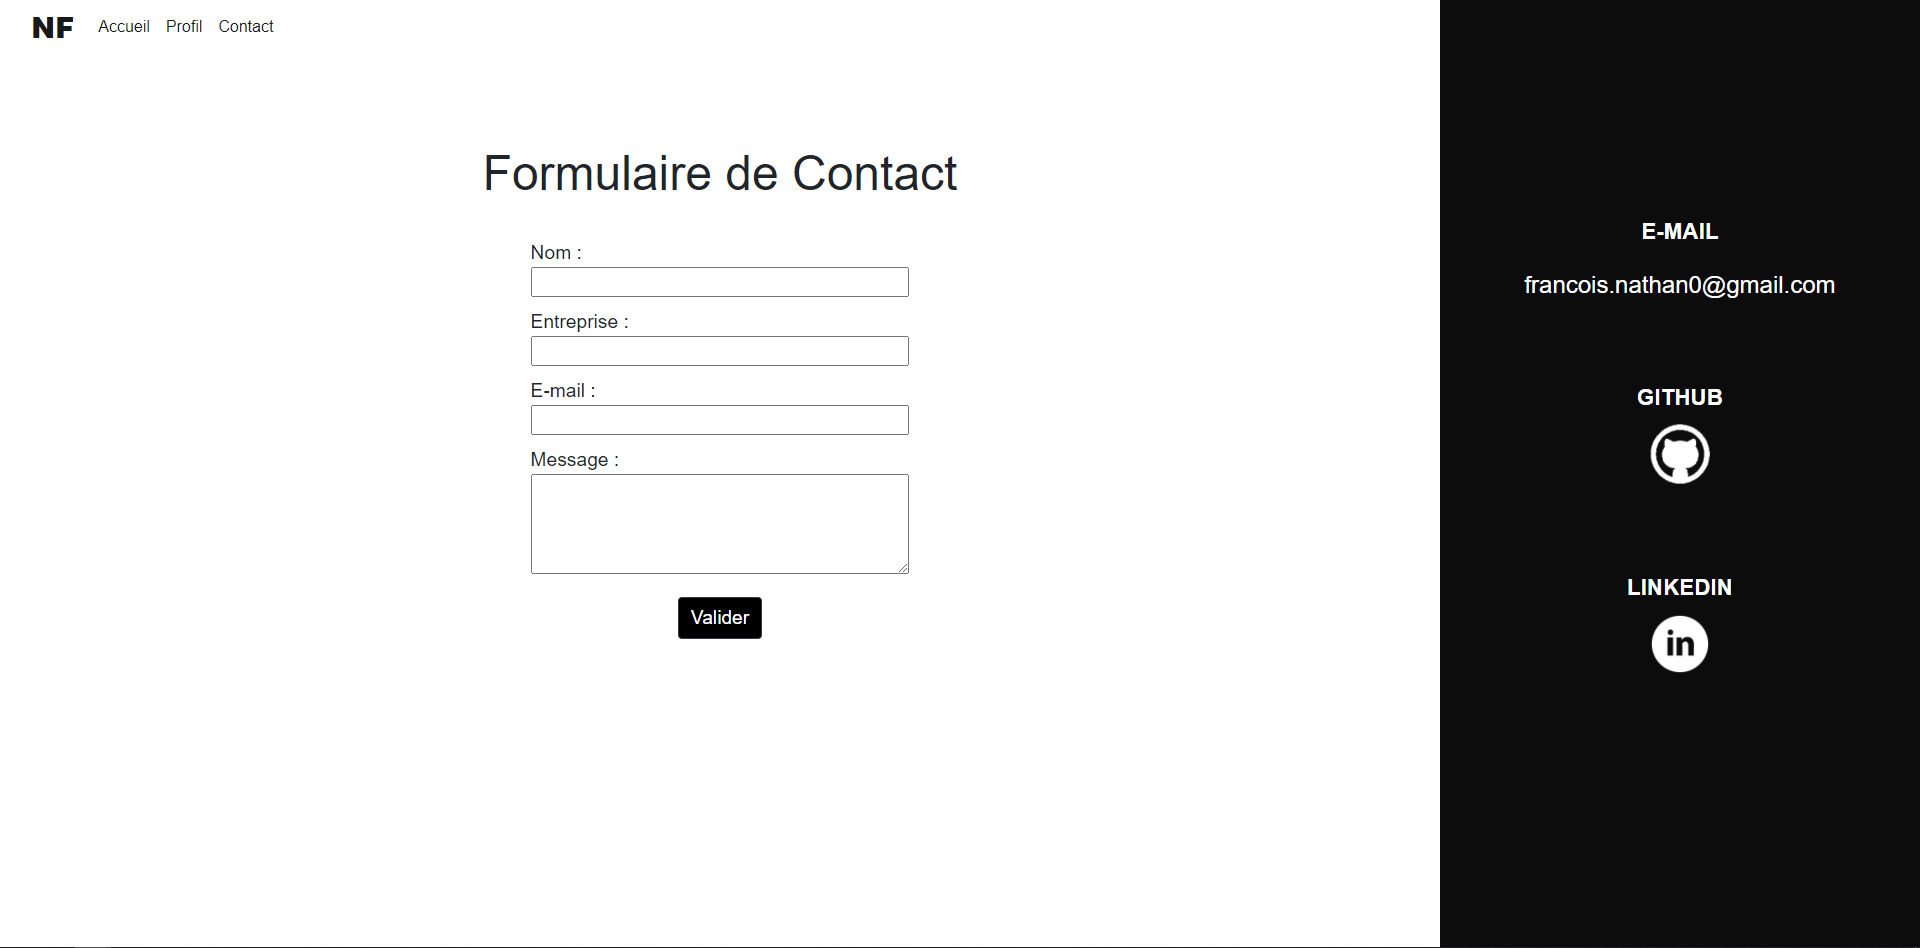 NF Accueil Profil Contact
Formulaire de Contact
Nom :
Entreprise :
E-mail :
Message :
Valider
E-MAIL
francois.nathan0@gmail.com
GITHUB
LINKEDIN
in